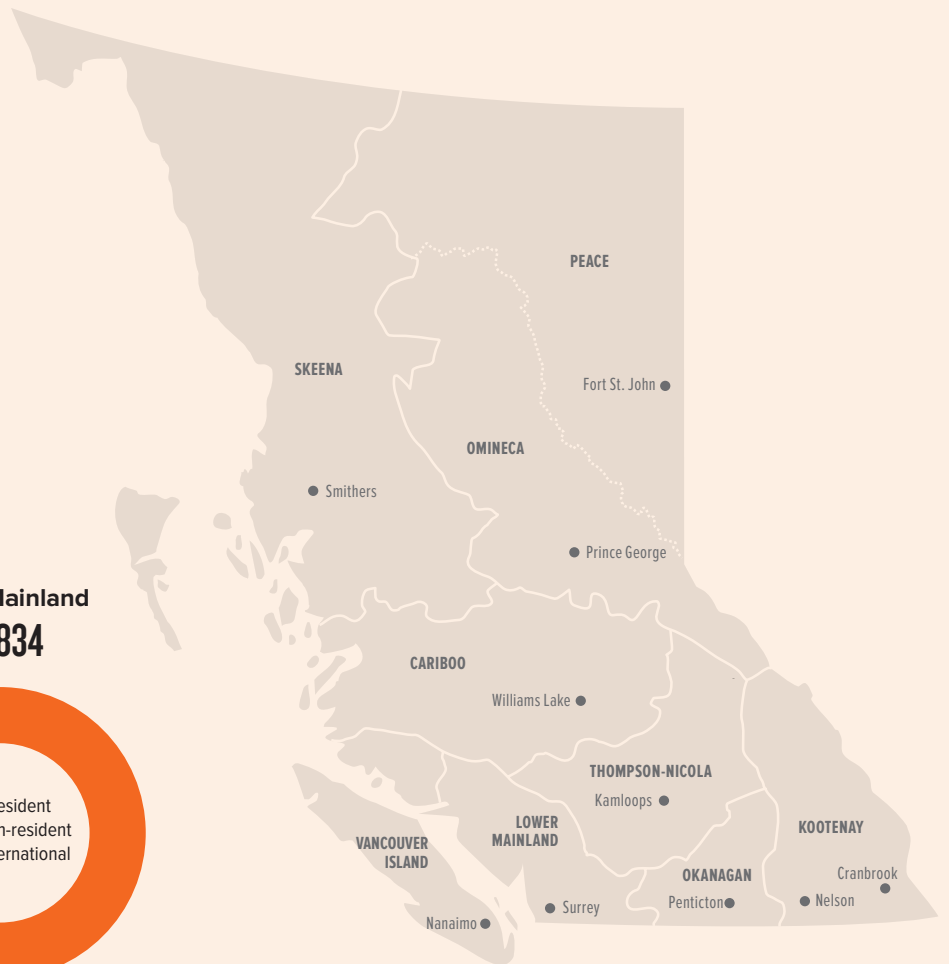 PEACE
SKEENA
Fort St. John
OMINECA
Smithers
Prince George
lainland
834
CARIBOO
Williams Lake
THOMPSON-NICOLA
Kamloops
esident
n-resident
ernational
LOWER
MAINLAND
VANCOUVER
ISLAND
KOOTENAY
OKANAGAN
Cranbrook
Penticton
Nelson
Surrey
Nanaimo